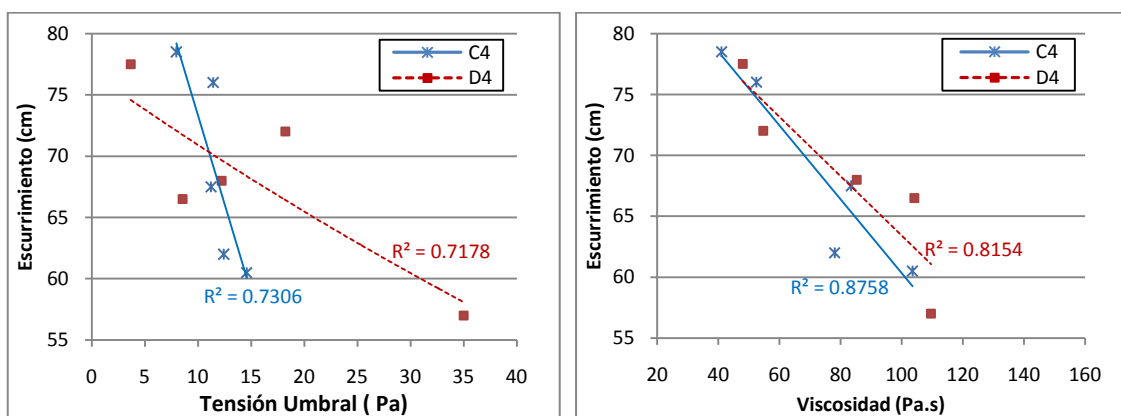 80
75
70
65
60
55
Escurrimiento (cm)
C4
D4
R² = 0.7178
R² = 0.7306
0 5 10 15 20 25 30 35 40
Tensión Umbral ( Pa)
80
75
70
65
60
55
Escurrimiento (cm)
C4
D4
R² = 0.8154
R² = 0.8758
20 40 60 80 100 120 140 160
Viscosidad (Pa.s)